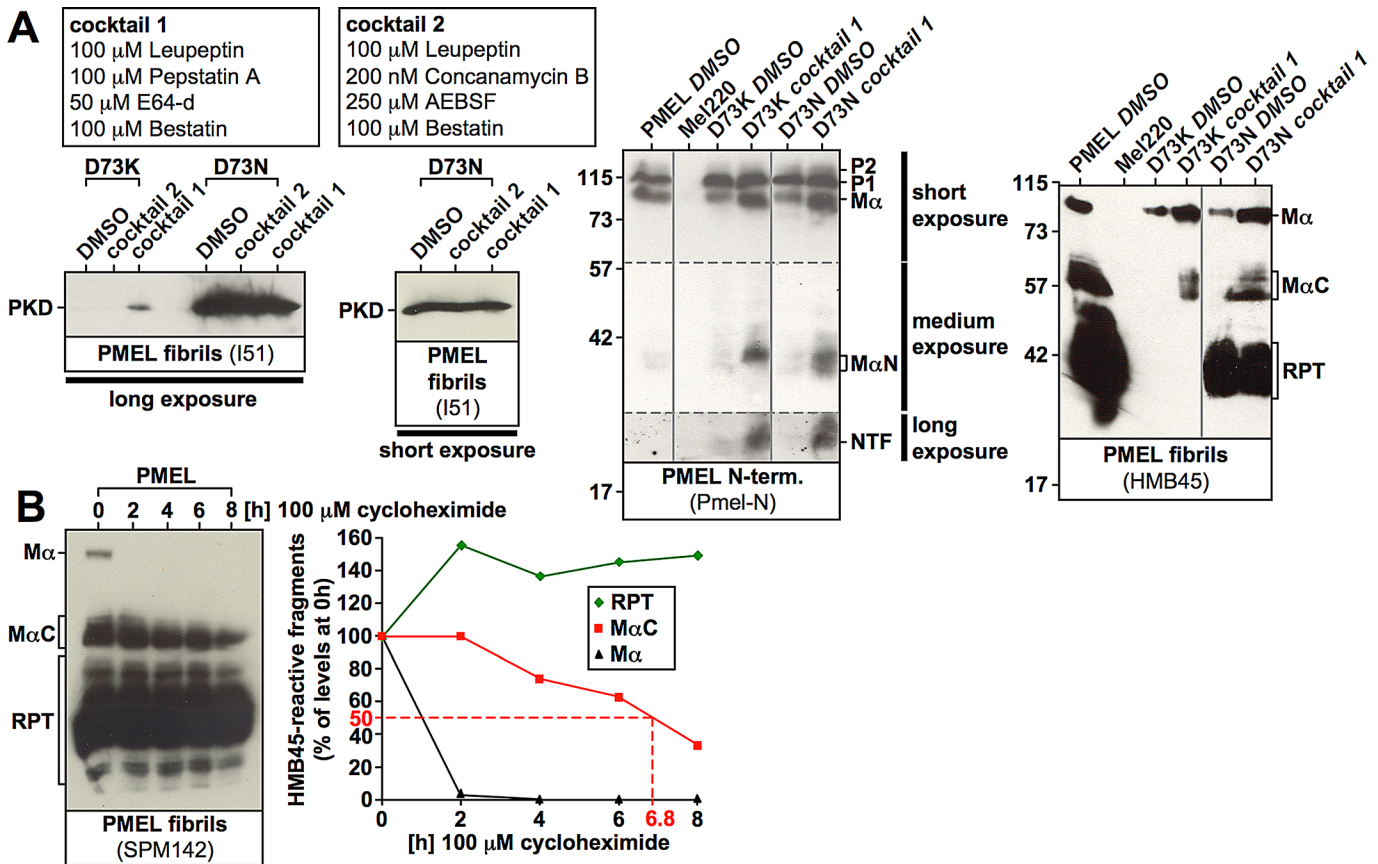 A
cocktail 1
100 µM Leupeptin
100 µM Pepstatin A
50 µM E64-d
100 µM Bestatin
cocktail 2
100 µM Leupeptin
200 nM Concanamycin B
250 µM AEBSF
100 µM Bestatin
D73K
D73N
DMSO
cocktail 2
cocktail 1
DMSO
cocktail 2
cocktail 1
PKD
PMEL fibrils (I51)
long exposure
D73N
DMSO
cocktail 2
cocktail 1
PKD
PMEL
fibrils
(I51)
short exposure
PMEL DMSO
Mel220
D73K DMSO
D73K cocktail 1
D73N DMSO
D73N cocktail 1
115
73
57
42
17
P2
P1
Mα
MαN
NTF
short
exposure
medium
exposure
long
exposure
PMEL N-term.
(Pmel-N)
PMEL DMSO
Mel220
D73K DMSO
D73K cocktail 1
D73N DMSO
D73N cocktail 1
115
73
57
42
17
Mα
MαC
RPT
PMEL fibrils
(HMB45)
B
PMEL
0 2 4 6 8 [h] 100 µM cycloheximide
Mα
MαC
RPT
PMEL fibrils
(SPM142)
HMB45-reactive fragments
(% of levels at 0h)
160
140
120
100
80
60
50
40
20
0
RPT
MαC
Mα
0 2 4 6 6.8 8
[h] 100 µM cycloheximide